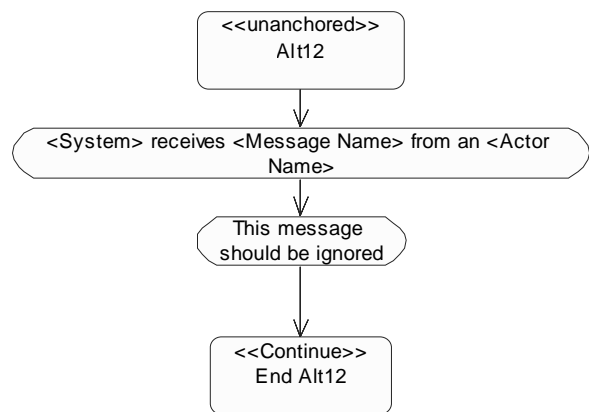 <<unanchored>>
Alt12
<System> receives <Message Name> from an <Actor
Name>
This message
should be ignored
<<Continue>>
End Alt12